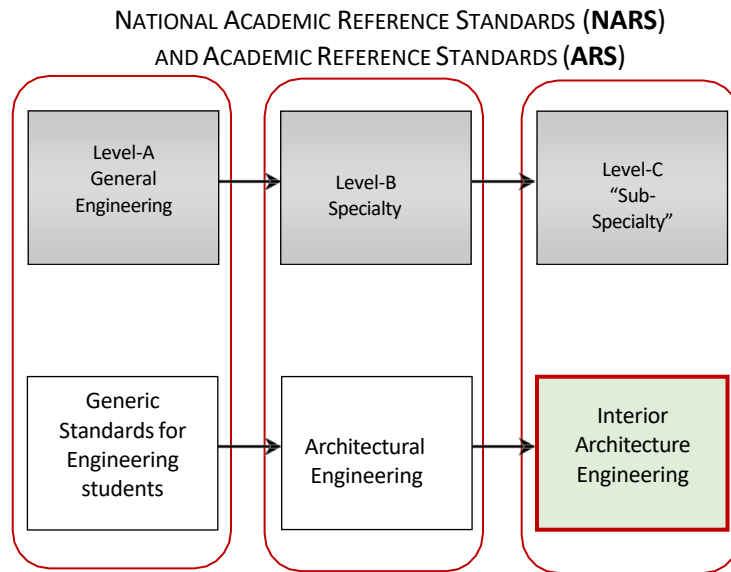 NATIONAL ACADEMIC REFERENCE STANDARDS (NARS)
AND ACADEMIC REFERENCE STANDARDS (ARS)
Level-A
General
Engineering
Level-B
Specialty
Level-C
“Sub-
Specialty”
Generic
Standards for
Engineering
students
Architectural
Engineering
Interior
Architecture
Engineering